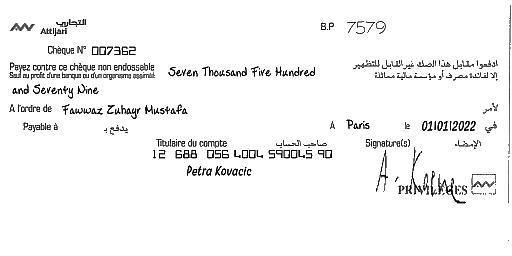 التجاري
Attijari
B.P 7579
Chèque N° 007362
Payez contre ce chèque non endossable
ادفعوا مقابل هذا الصك غير القابل للتظهير
Sauf au profit d'une banque ou d'un organisme assimilé
إلا لفائدة مصرف أو مؤسسة مالية مماثلة
Seven Thousand Five Hundred
and Seventy Nine
A l'ordre de Fawwaz Zuhayr Mustafa لأمر
Payable à يدفع بـ A Paris le 01/01/2022 في
Titulaire du compte صاحب الحساب Signature(s) الإمضاء
12 688 056 4004 590045 90
Petra Kovacic
PRIVILEGES